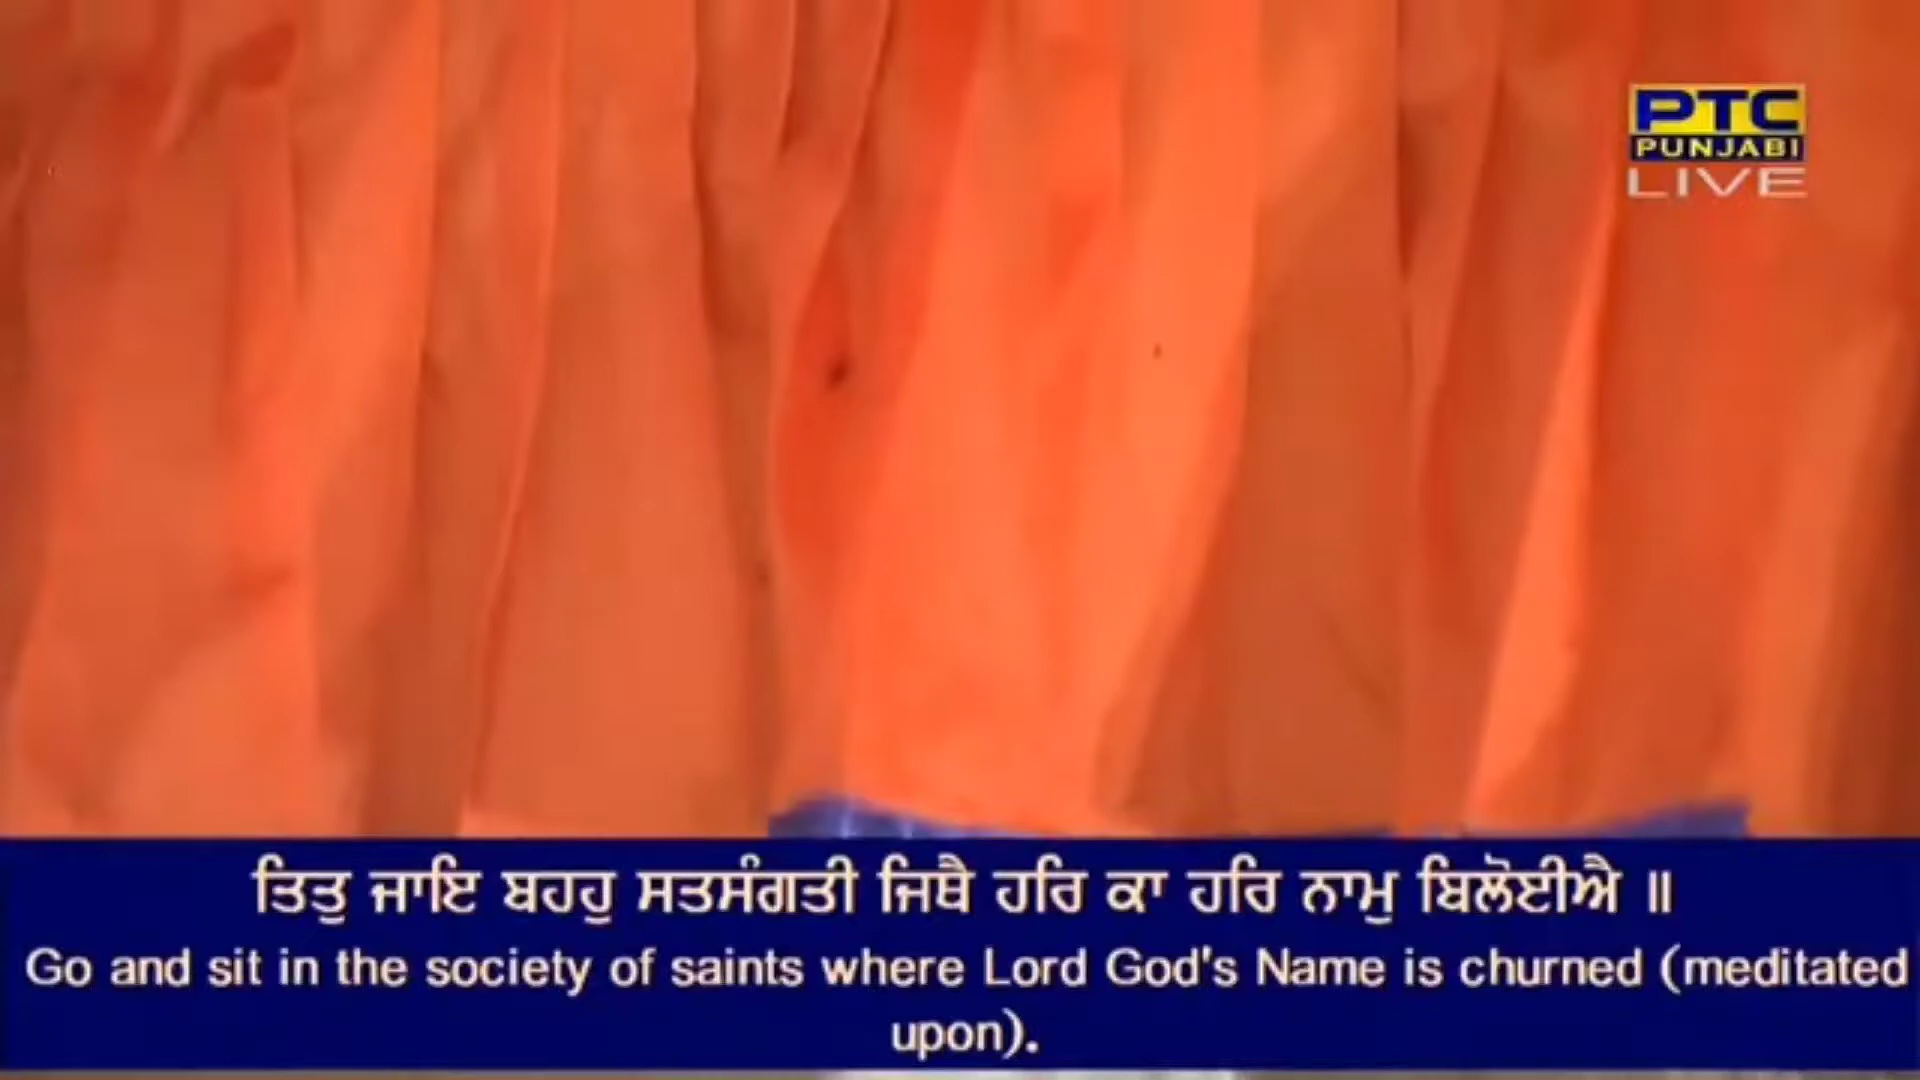 PTC
PUNJABI
LIVE
ਤਿਤੁ ਜਾਇ ਬਹਹੁ ਸਤਸੰਗਤੀ ਜਿਥੈ ਹਰਿ ਕਾ ਹਰਿ ਨਾਮੁ ਬਿਲੋਈਐ ॥
Go and sit in the society of saints where Lord God's Name is churned (meditated
upon).